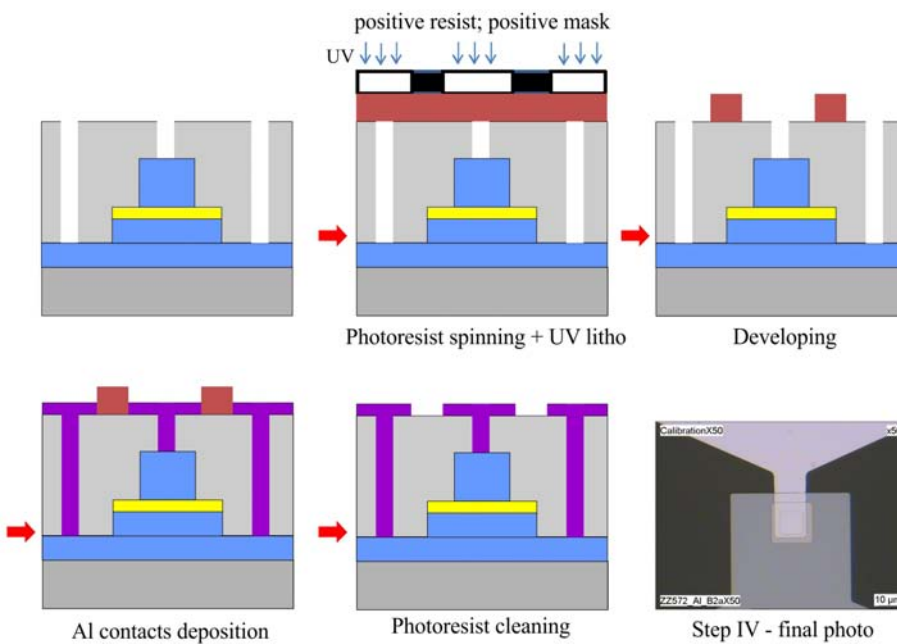 positive resist; positive mask
UV
Photoresist spinning + UV litho
Developing
Al contacts deposition
Photoresist cleaning
CalibrationX50
x50
ZZ572_Al_B2aX50
10 µm
Step IV - final photo